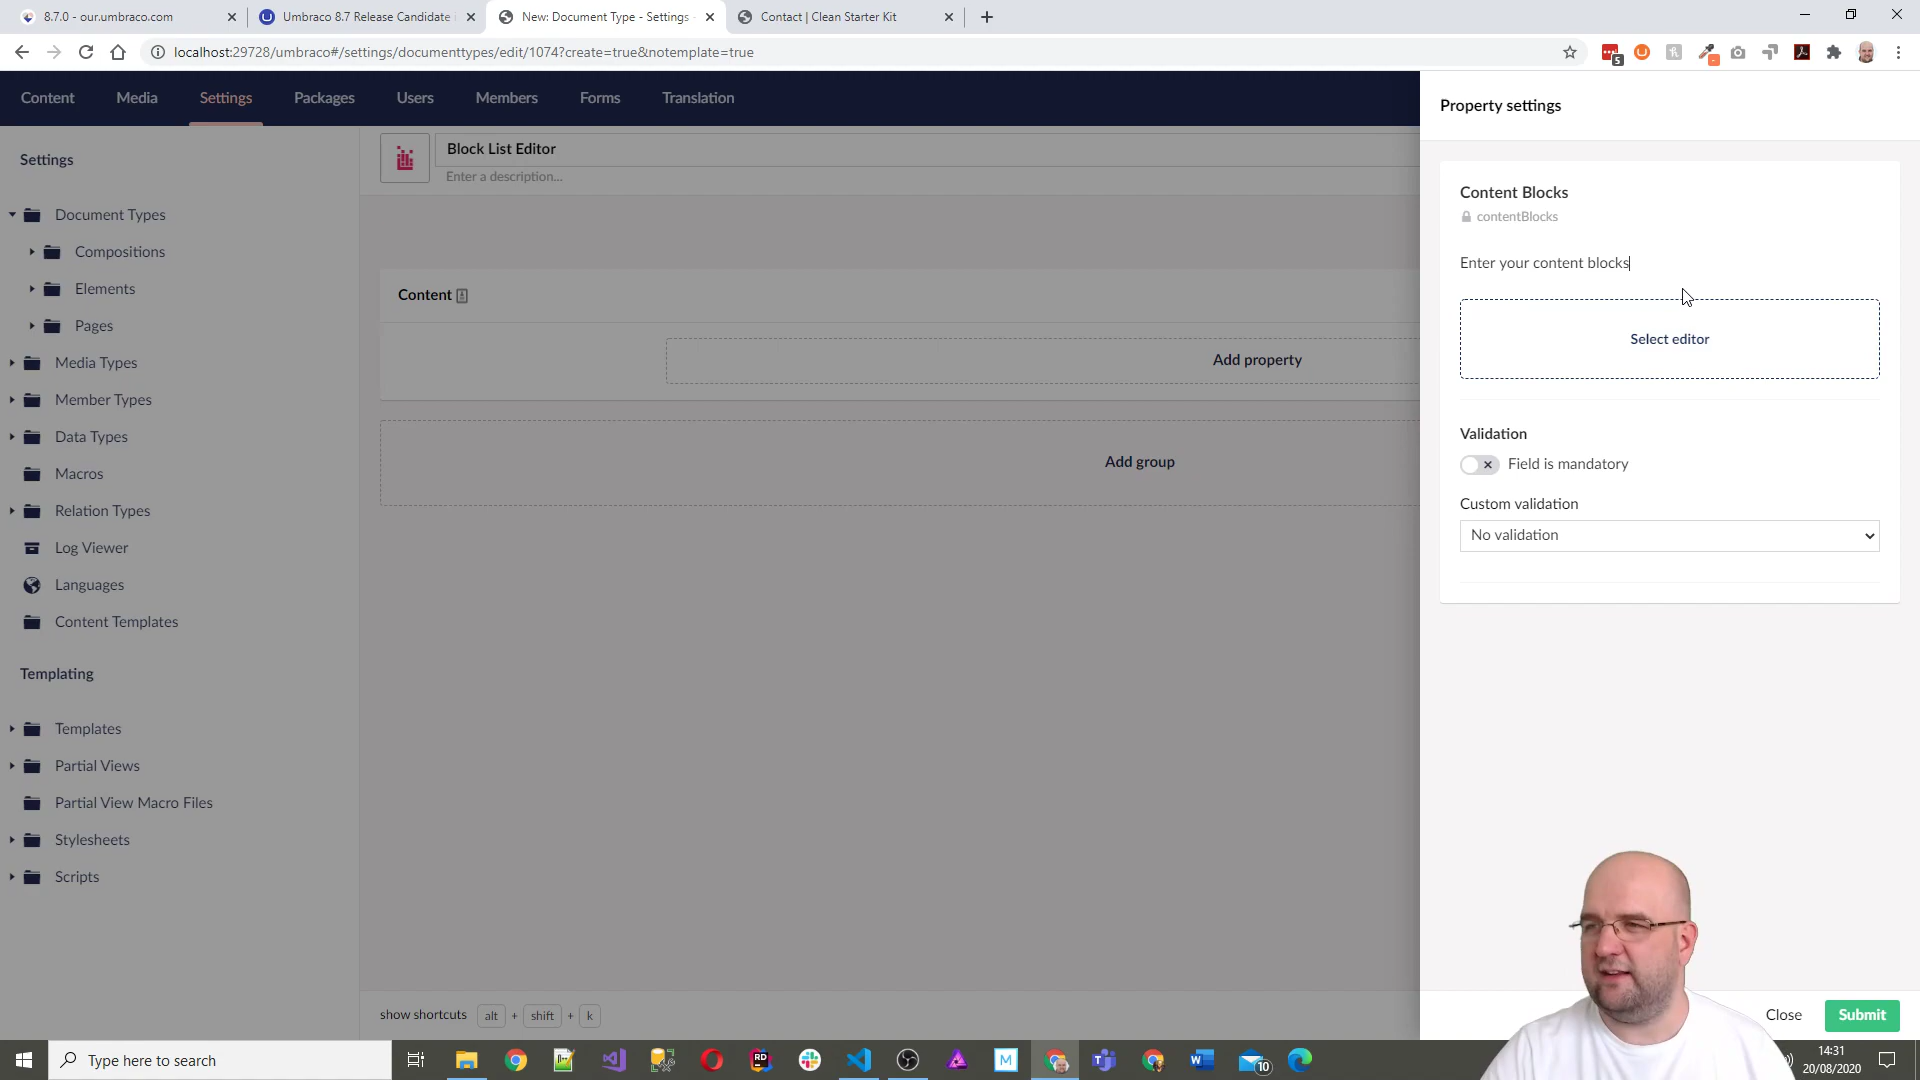 8.7.0 - our.umbraco.com
Umbraco 8.7 Release Candidate
New: Document Type - Settings
Contact | Clean Starter Kit
localhost:29728/umbraco#/settings/documenttypes/edit/1074?create=true&notemplate=true
5
Content
Media
Settings
Packages
Users
Members
Forms
Translation
Settings
Document Types
Compositions
Elements
Pages
Media Types
Member Types
Data Types
Macros
Relation Types
Log Viewer
Languages
Content Templates
Templating
Templates
Partial Views
Partial View Macro Files
Stylesheets
Scripts
Block List Editor
Enter a description...
Content
Add property
Add group
show shortcuts alt + shift + k
Property settings
Content Blocks
contentBlocks
Enter your content blocks
Select editor
Validation
Field is mandatory
Custom validation
No validation
Close
Submit
Type here to search
RD
M
10
14:31
20/08/2020